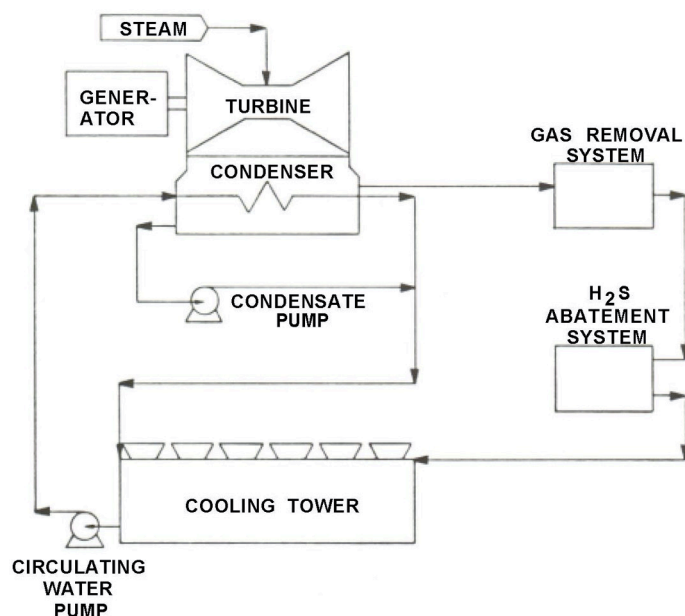 STEAM
GENER-
ATOR
TURBINE
CONDENSER
GAS REMOVAL
SYSTEM
CONDENSATE
PUMP
H2S
ABATEMENT
SYSTEM
COOLING TOWER
CIRCULATING
WATER
PUMP